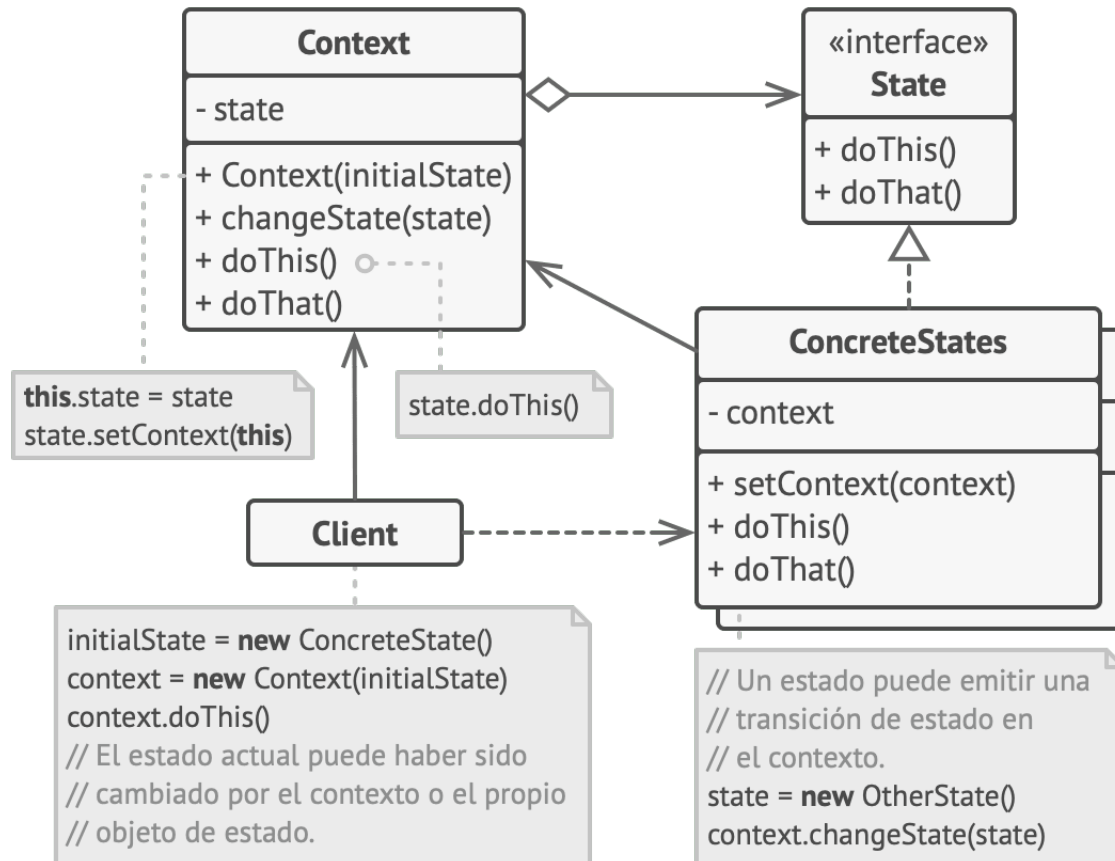 Context
- state
+ Context(initialState)
+ changeState(state)
+ doThis()
+ doThat()
«interface»
State
+ doThis()
+ doThat()
this.state = state
state.setContext(this)
state.doThis()
ConcreteStates
- context
+ setContext(context)
+ doThis()
+ doThat()
Client
initialState = new ConcreteState()
context = new Context(initialState)
context.doThis()
// El estado actual puede haber sido
// cambiado por el contexto o el propio
// objeto de estado.
// Un estado puede emitir una
// transición de estado en
// el contexto.
state = new OtherState()
context.changeState(state)